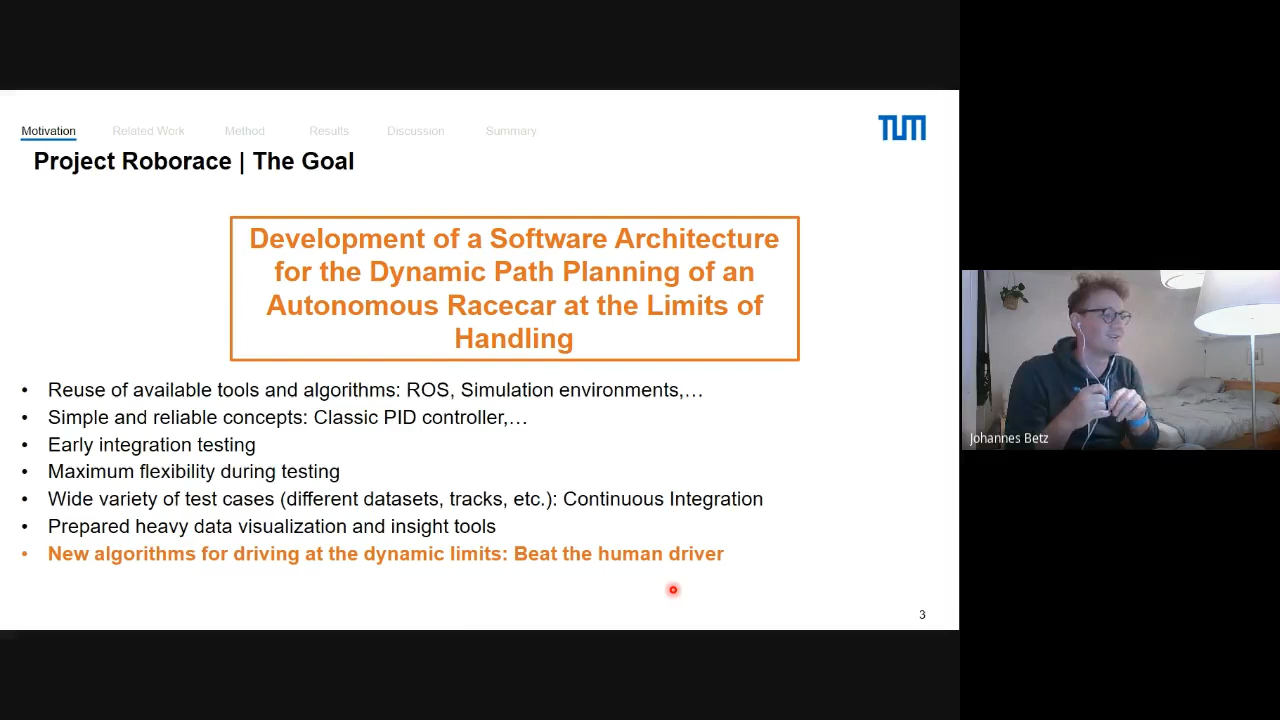 Motivation Related Work Method Results Discussion Summary
TUM
Project Roborace | The Goal
Development of a Software Architecture
for the Dynamic Path Planning of an
Autonomous Racecar at the Limits of
Handling
• Reuse of available tools and algorithms: ROS, Simulation environments,…
• Simple and reliable concepts: Classic PID controller,…
• Early integration testing
• Maximum flexibility during testing
• Wide variety of test cases (different datasets, tracks, etc.): Continuous Integration
• Prepared heavy data visualization and insight tools
• New algorithms for driving at the dynamic limits: Beat the human driver
3
Johannes Betz